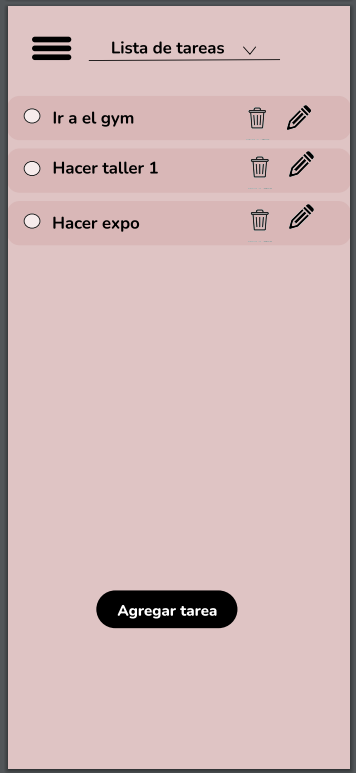 Lista de tareas
Ir a el gym
Hacer taller 1
Hacer expo
Agregar tarea